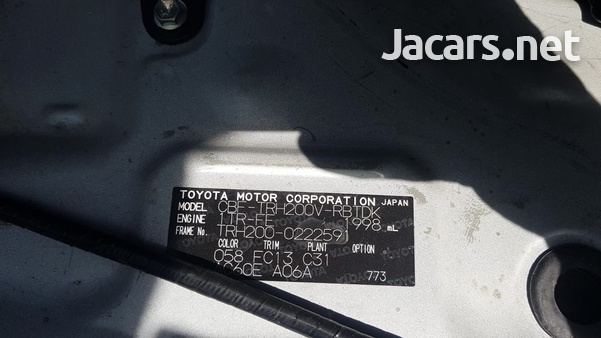 Jacars.net
TOYOTA MOTOR CORPORATION JAPAN
MODEL CBF-TRH200V-RBTDK
ENGINE 1TR-FE 1998 mL
FRAME No. TRH200-0222591
COLOR TRIM PLANT OPTION
058 EC13 C31
A06A 773